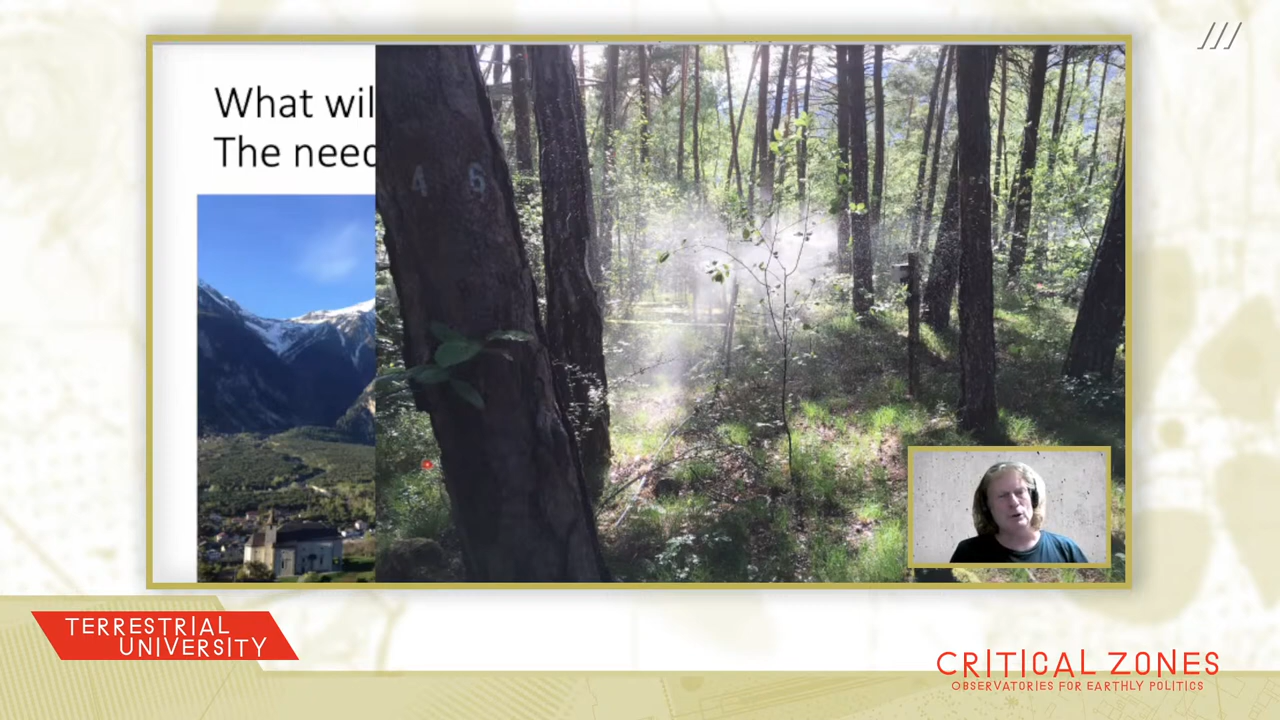 What wil
The need
4 6
TERRESTRIAL
UNIVERSITY
CRITICAL ZONES
OBSERVATORIES FOR EARTHLY POLITICS